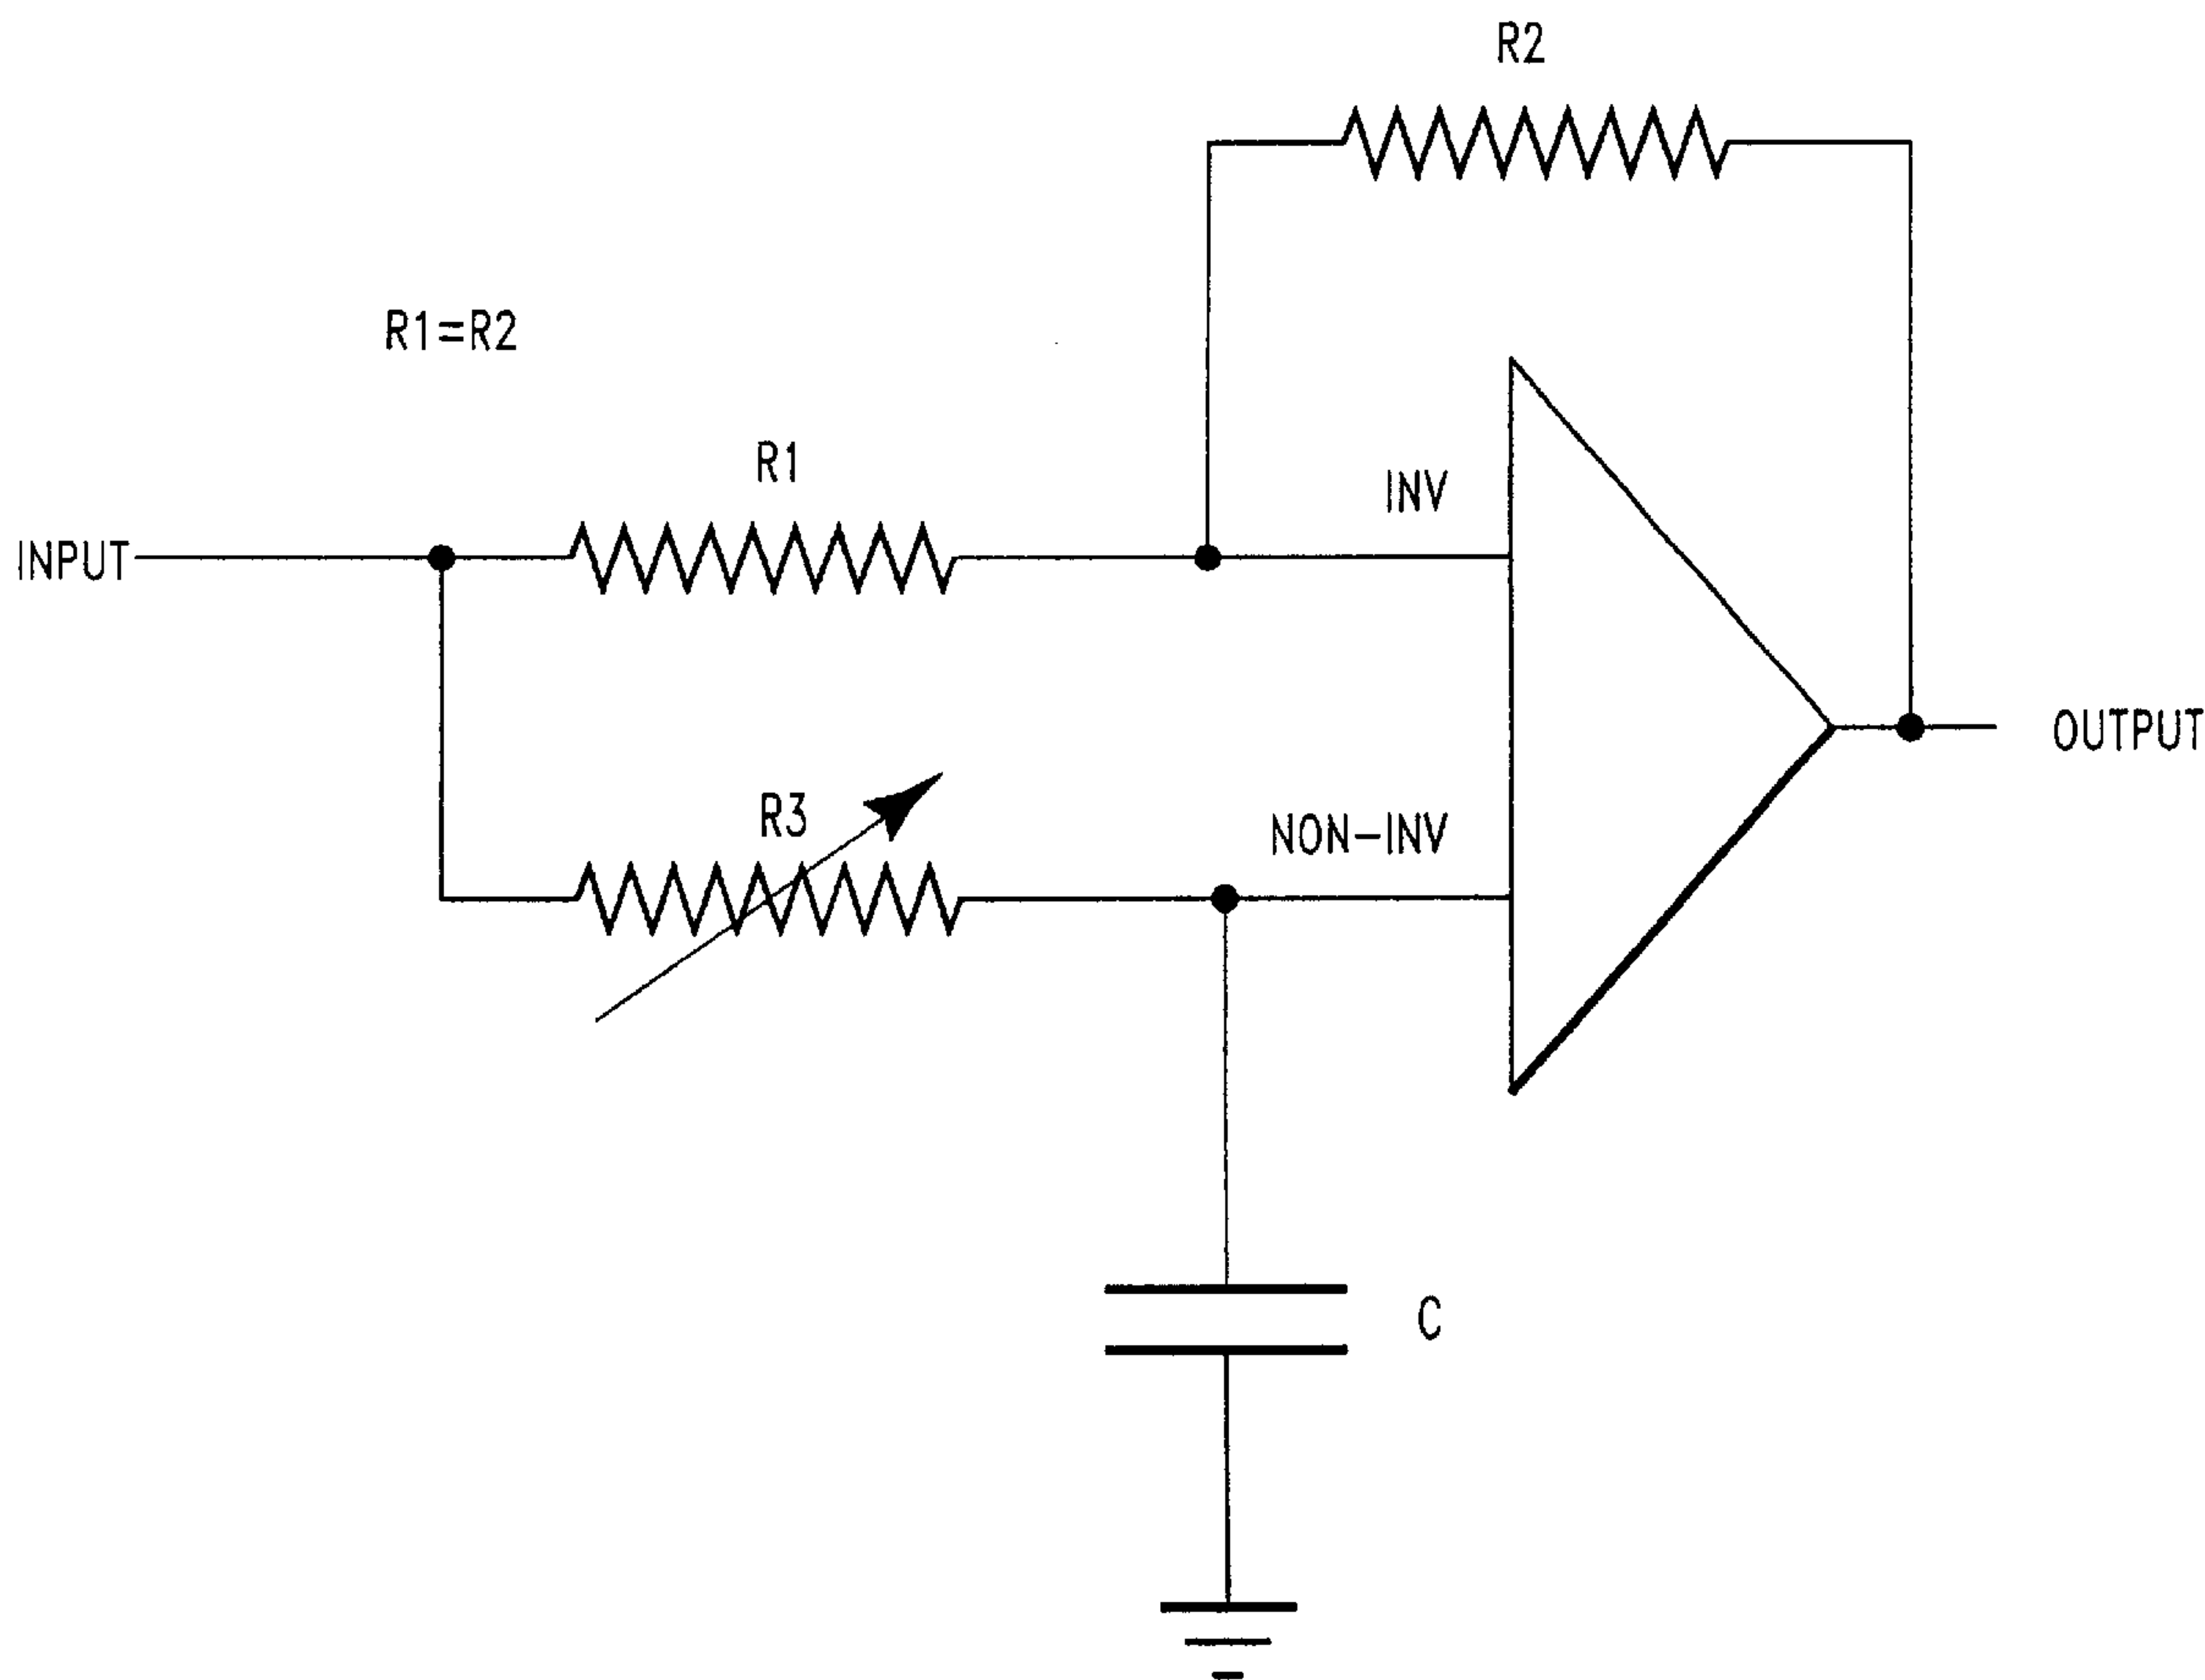 R2
R1=R2
R1
INV
INPUT
OUTPUT
R3
NON-INV
C